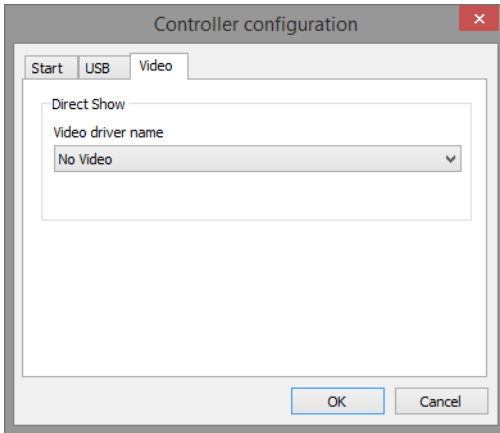 Controller configuration
Start USB Video
Direct Show
Video driver name
No Video
OK Cancel